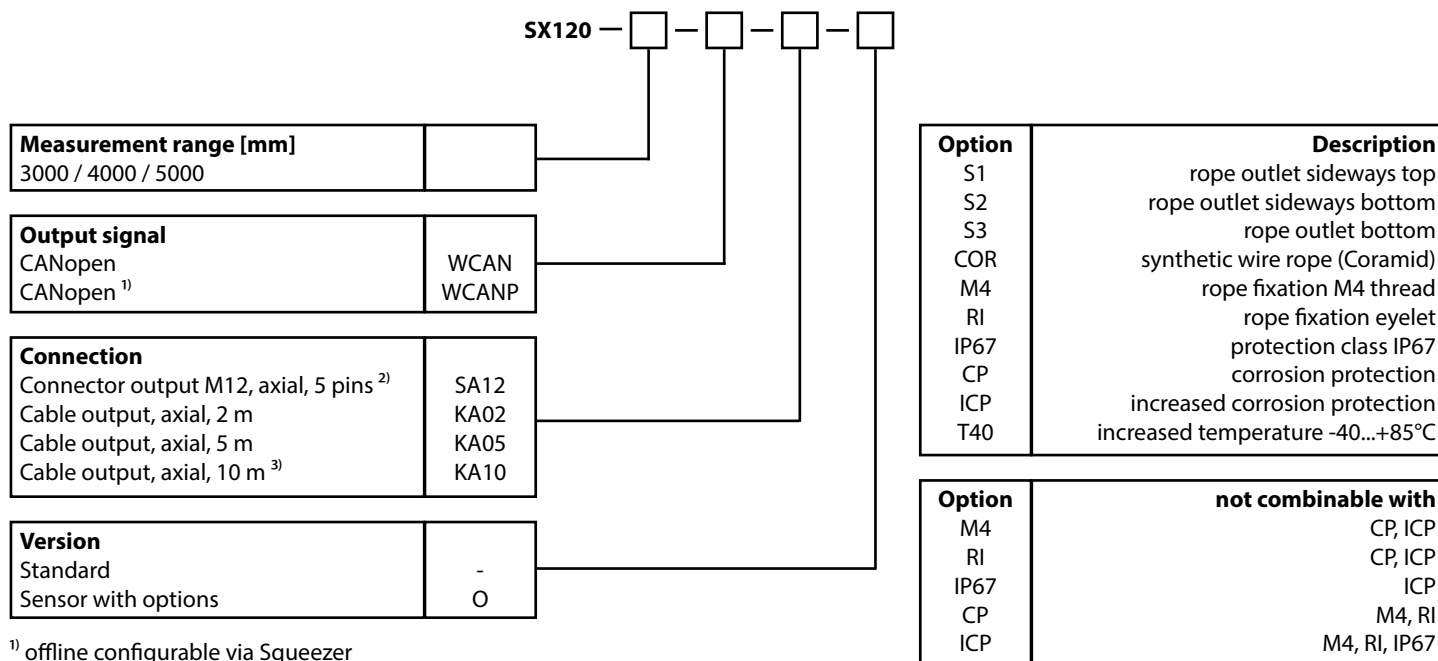 SX120
Measurement range [mm]
3000 / 4000 / 5000
Output signal
CANopen WCAN
CANopen 1) WCANP
Connection
Connector output M12, axial, 5 pins 2) SA12
Cable output, axial, 2 m KA02
Cable output, axial, 5 m KA05
Cable output, axial, 10 m 3) KA10
Version
Standard -
Sensor with options O
1) offline configurable via Squeezer
Option Description
S1 rope outlet sideways top
S2 rope outlet sideways bottom
S3 rope outlet bottom
COR synthetic wire rope (Coramid)
M4 rope fixation M4 thread
RI rope fixation eyelet
IP67 protection class IP67
CP corrosion protection
ICP increased corrosion protection
T40 increased temperature -40...+85°C
Option not combinable with
M4 CP, ICP
RI CP, ICP
IP67 ICP
CP M4, RI
ICP M4, RI, IP67